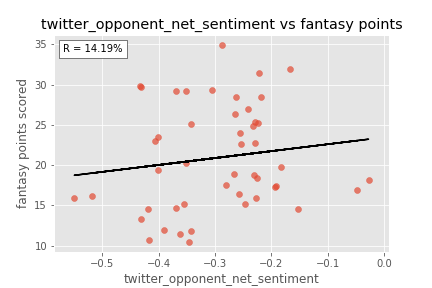 twitter_opponent_net_sentiment vs fantasy points
R = 14.19%
fantasy points scored
35
30
25
20
15
10
−0.5 −0.4 −0.3 −0.2 −0.1 0.0
twitter_opponent_net_sentiment